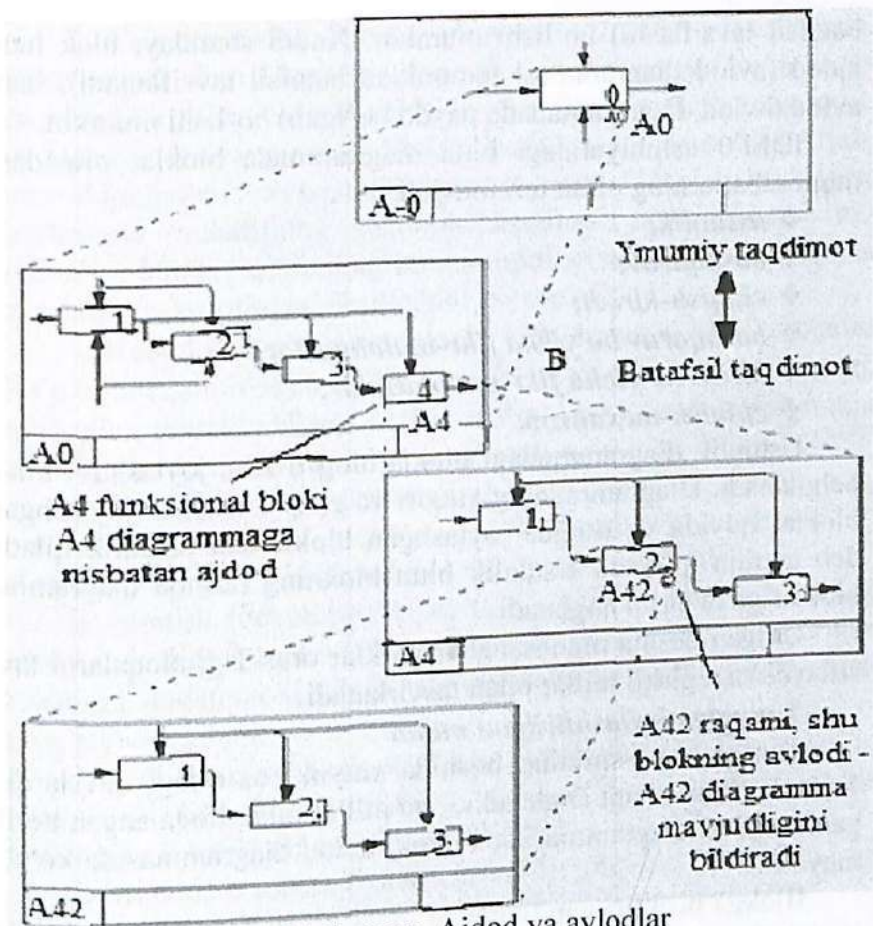 0
A0
A-0
Ymumiy taqdimot
Batafsil taqdimot
1
2
3
4
A4
A0
B
A4 funksional bloki
A4 diagrammaga
nisbatan ajdod
1
2
A42
3
A4
A42 raqami, shu
blokning avlodi -
A42 diagramma
mavjudligini
bildiradi
1
2
3
A42
Ajdod va avlodlar